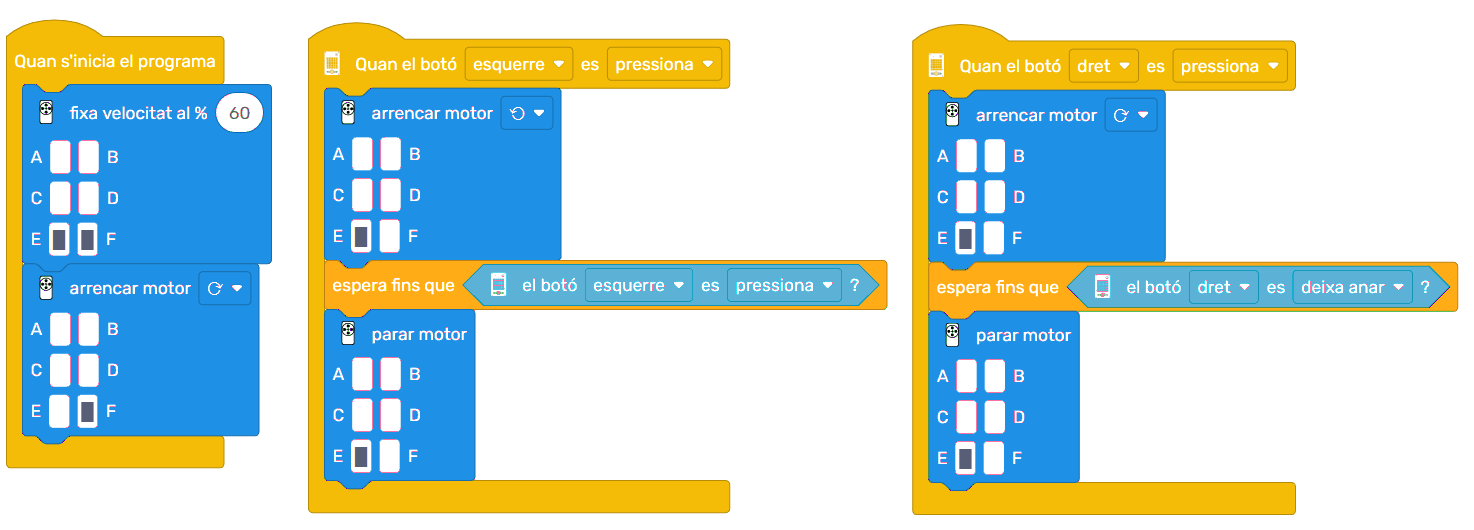 Quan s'inicia el programa
fixa velocitat al % 60
A B
C D
E F
arrencar motor
A B
C D
E F
Quan el botó esquerre es pressiona
arrencar motor
A B
C D
E F
espera fins que el botó esquerre es pressiona ?
parar motor
A B
C D
E F
Quan el botó dret es pressiona
arrencar motor
A B
C D
E F
espera fins que el botó dret es deixa anar ?
parar motor
A B
C D
E F